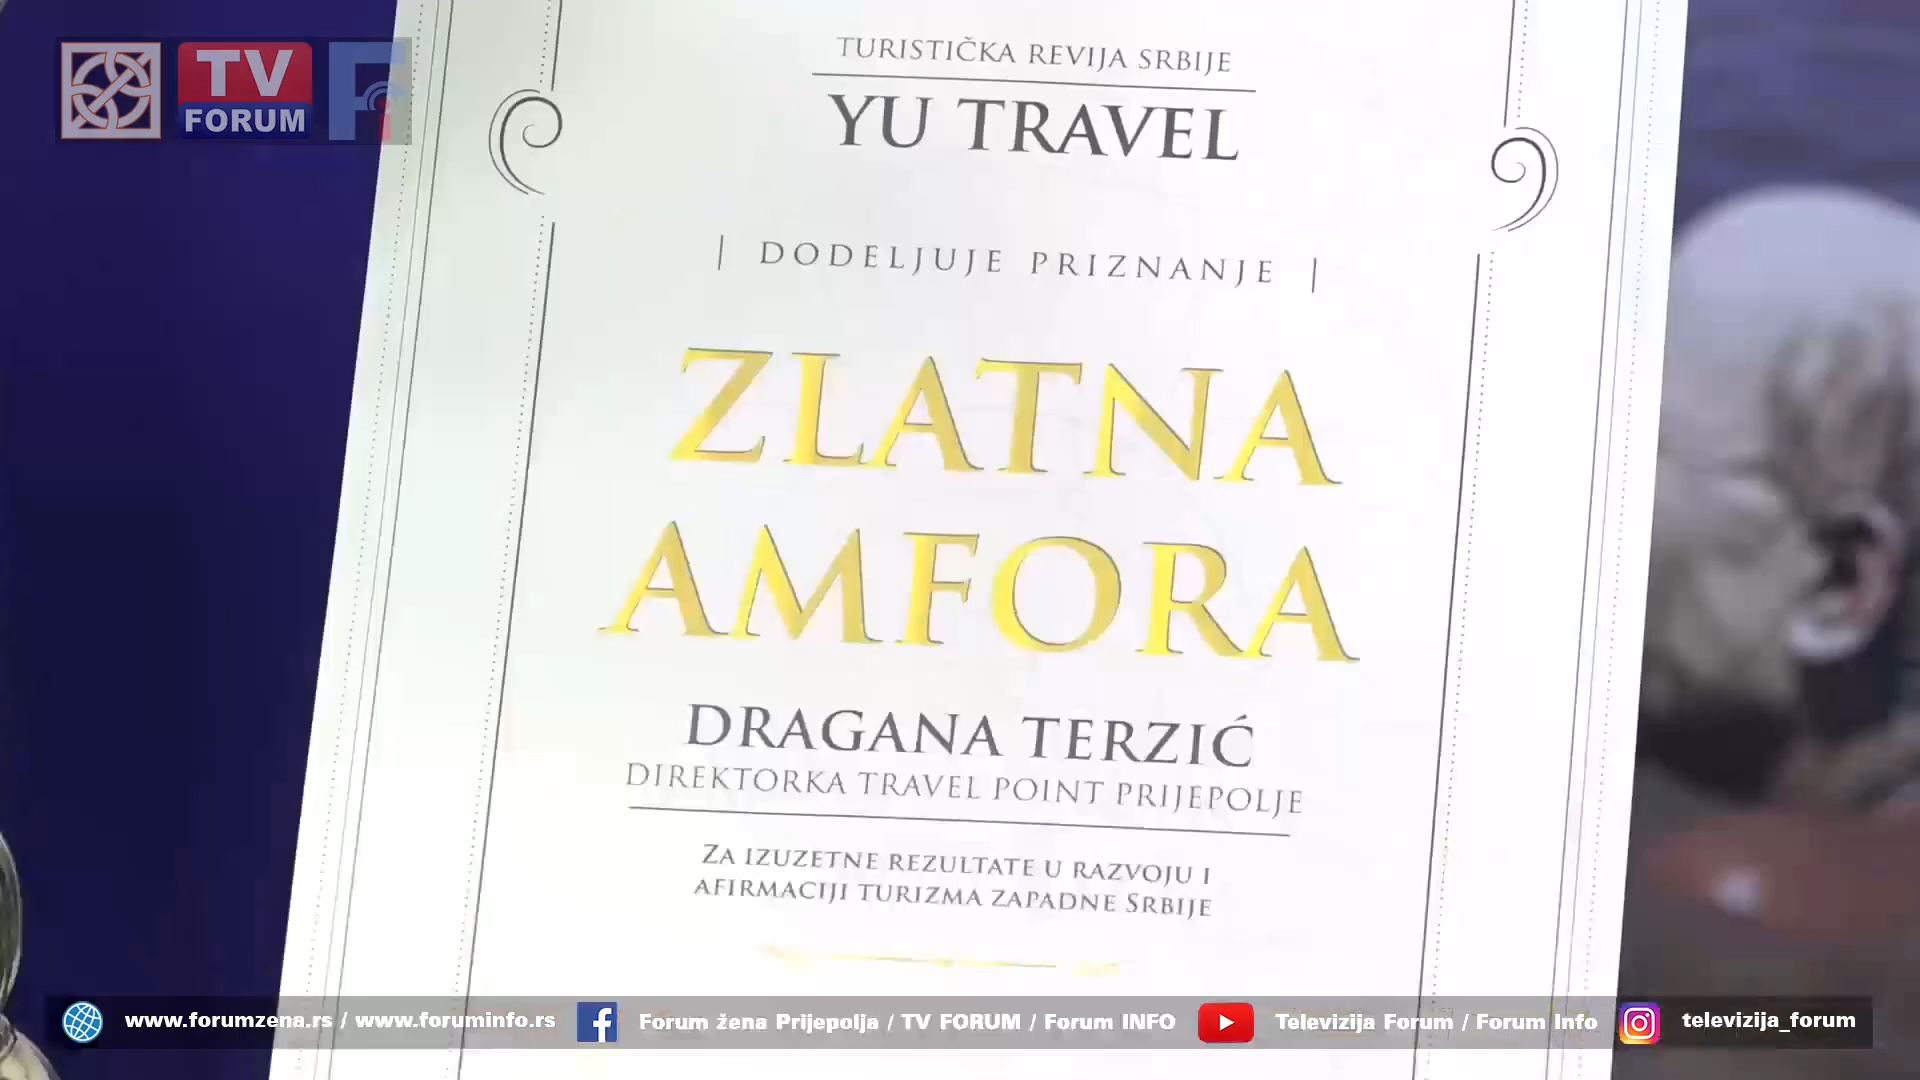 TV
FORUM
Fi
TURISTIČKA REVIJA SRBIJE
YU TRAVEL
| DODELJUJE PRIZNANJE |
ZLATNA
AMFORA
DRAGANA TERZIĆ
DIREKTORKA TRAVEL POINT PRIJEPOLJE
ZA IZUZETNE REZULTATE U RAZVOJU I
AFIRMACIJI TURIZMA ZAPADNE SRBIJE
www.forumzena.rs / www.foruminfo.rs Forum žena Prijepolja / TV FORUM / Forum INFO Televizija Forum / Forum Info televizija_forum